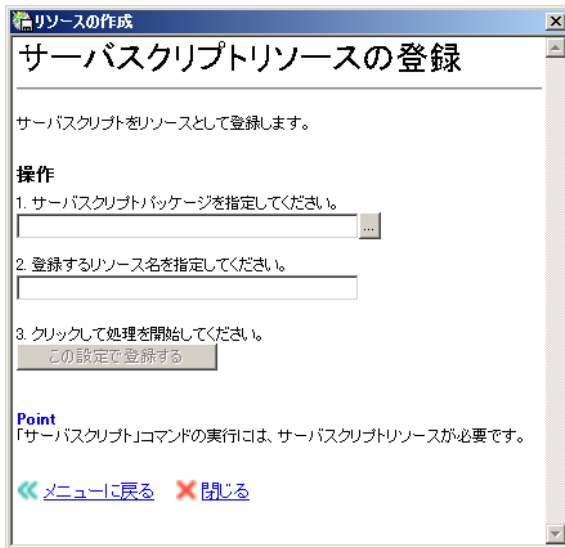 リソースの作成
サーバスクリプトリソースの登録
サーバスクリプトをリソースとして登録します。
操作
1. サーバスクリプトパッケージを指定してください。
...
2. 登録するリソース名を指定してください。
3. クリックして処理を開始してください。
この設定で登録する
Point
「サーバスクリプト」コマンドの実行には、サーバスクリプトリソースが必要です。
メニューに戻る 閉じる